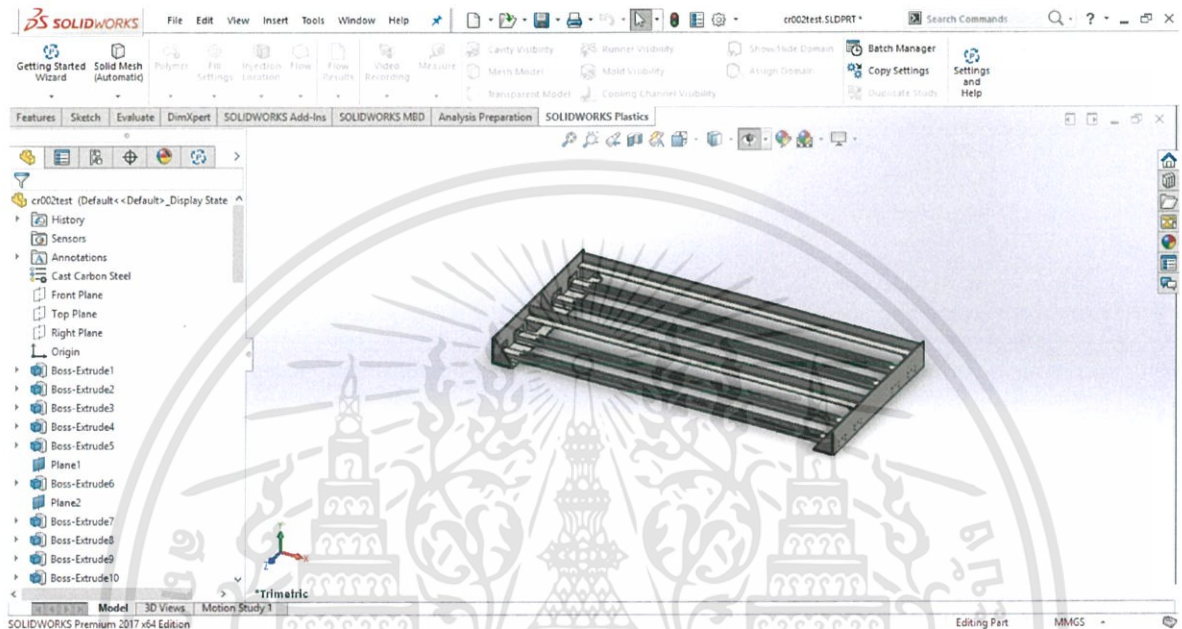 SOLIDWORKS File Edit View Insert Tools Window Help cr002test.SLDPRT * Search Commands
Getting Started Wizard
Solid Mesh (Automatic)
Polymer
Fill Settings
Injection Location
Flow
Flow Results
Video Recording
Measure
Cavity Visibility
Mesh Model
Transparent Model
Runner Visibility
Mold Visibility
Cooling Channel Visibility
Show/Hide Domain
Assign Domain
Batch Manager
Copy Settings
Duplicate Study
Settings and Help
Features Sketch Evaluate DimXpert SOLIDWORKS Add-Ins SOLIDWORKS MBD Analysis Preparation SOLIDWORKS Plastics
cr002test (Default<<Default>_Display State
History
Sensors
Annotations
Cast Carbon Steel
Front Plane
Top Plane
Right Plane
Origin
Boss-Extrude1
Boss-Extrude2
Boss-Extrude3
Boss-Extrude4
Boss-Extrude5
Plane1
Boss-Extrude6
Plane2
Boss-Extrude7
Boss-Extrude8
Boss-Extrude9
Boss-Extrude10
Y
X
Z
*Trimetric
Model 3D Views Motion Study 1
SOLIDWORKS Premium 2017 x64 Edition Editing Part MMGS